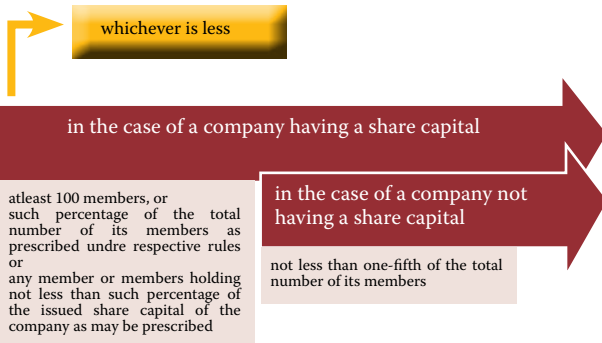 whichever is less
in the case of a company having a share capital
atleast 100 members, or
such percentage of the total
number of its members as
prescribed undre respective rules
or
any member or members holding
not less than such percentage of
the issued share capital of the
company as may be prescribed
in the case of a company not
having a share capital
not less than one-fifth of the total
number of its members